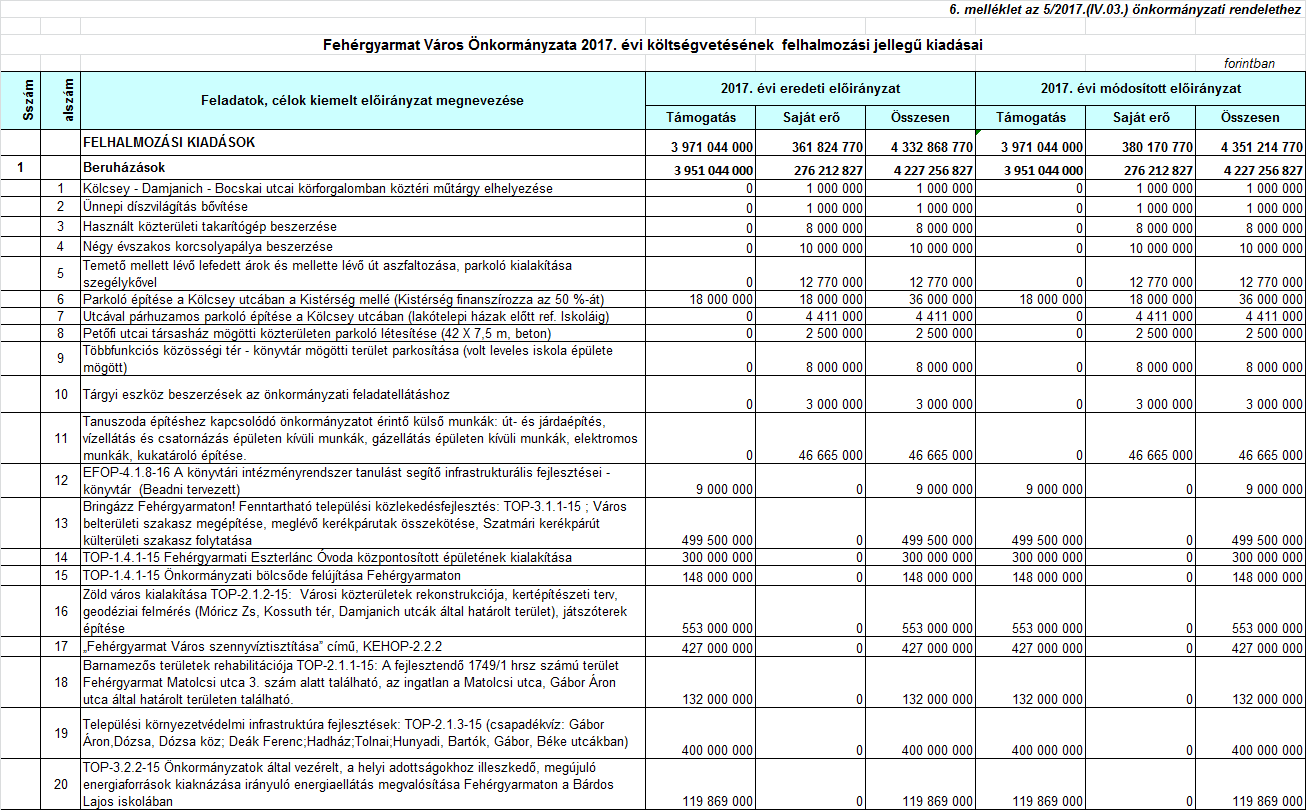 6. melléklet az 5/2017.(IV.03.) önkormányzati rendelethez
Fehérgyarmat Város Önkormányzata 2017. évi költségvetésének felhalmozási jellegű kiadásai
forintban
Sszám alszám Feladatok, célok kiemelt előirányzat megnevezése 2017. évi eredeti előirányzat 2017. évi módosított előirányzat
Támogatás Saját erő Összesen Támogatás Saját erő Összesen
FELHALMOZÁSI KIADÁSOK 3 971 044 000 361 824 770 4 332 868 770 3 971 044 000 380 170 770 4 351 214 770
1 Beruházások 3 951 044 000 276 212 827 4 227 256 827 3 951 044 000 276 212 827 4 227 256 827
1 Kölcsey - Damjanich - Bocskai utcai körforgalomban köztéri műtárgy elhelyezése 0 1 000 000 1 000 000 0 1 000 000 1 000 000
2 Ünnepi díszvilágítás bővítése 0 1 000 000 1 000 000 0 1 000 000 1 000 000
3 Használt közterületi takarítógép beszerzése 0 8 000 000 8 000 000 0 8 000 000 8 000 000
4 Négy évszakos korcsolyapálya beszerzése 0 10 000 000 10 000 000 0 10 000 000 10 000 000
5 Temető mellett lévő lefedett árok és mellette lévő út aszfaltozása, parkoló kialakítása
szegélykővel 0 12 770 000 12 770 000 0 12 770 000 12 770 000
6 Parkoló építése a Kölcsey utcában a Kistérség mellé (Kistérség finanszírozza az 50 %-át) 18 000 000 18 000 000 36 000 000 18 000 000 18 000 000 36 000 000
7 Utcával párhuzamos parkoló építése a Kölcsey utcában (lakótelepi házak előtt ref. Iskoláig) 0 4 411 000 4 411 000 0 4 411 000 4 411 000
8 Petőfi utcai társasház mögötti közterületen parkoló létesítése (42 X 7,5 m, beton) 0 2 500 000 2 500 000 0 2 500 000 2 500 000
9 Többfunkciós közösségi tér - könyvtár mögötti terület parkosítása (volt leveles iskola épülete
mögött) 0 8 000 000 8 000 000 0 8 000 000 8 000 000
10 Tárgyi eszköz beszerzések az önkormányzati feladatellátáshoz 0 3 000 000 3 000 000 0 3 000 000 3 000 000
11 Tanuszoda építéshez kapcsolódó önkormányzatot érintő külső munkák: út- és járdaépítés,
vízellátás és csatornázás épületen kívüli munkák, gázellátás épületen kívüli munkák, elektromos
munkák, kukatároló építése. 0 46 665 000 46 665 000 0 46 665 000 46 665 000
12 EFOP-4.1.8-16 A könyvtári intézményrendszer tanulást segítő infrastrukturális fejlesztései -
könyvtár (Beadni tervezett) 9 000 000 0 9 000 000 9 000 000 0 9 000 000
13 Bringázz Fehérgyarmaton! Fenntartható települési közlekedésfejlesztés: TOP-3.1.1-15 ; Város
belterületi szakasz megépítése, meglévő kerékpárutak összekötése, Szatmári kerékpárút
külterületi szakasz folytatása 499 500 000 0 499 500 000 499 500 000 0 499 500 000
14 TOP-1.4.1-15 Fehérgyarmati Eszterlánc Óvoda központosított épületének kialakítása 300 000 000 0 300 000 000 300 000 000 0 300 000 000
15 TOP-1.4.1-15 Önkormányzati bölcsőde felújítása Fehérgyarmaton 148 000 000 0 148 000 000 148 000 000 0 148 000 000
16 Zöld város kialakítása TOP-2.1.2-15: Városi közterületek rekonstrukciója, kertépítészeti terv,
geodéziai felmérés (Móricz Zs, Kossuth tér, Damjanich utcák által határolt terület), játszóterek
építése 553 000 000 0 553 000 000 553 000 000 0 553 000 000
17 „Fehérgyarmat Város szennyvíztisztítása” című, KEHOP-2.2.2 427 000 000 0 427 000 000 427 000 000 0 427 000 000
18 Barnamezős területek rehabilitációja TOP-2.1.1-15: A fejlesztendő 1749/1 hrsz számú terület
Fehérgyarmat Matolcsi utca 3. szám alatt található, az ingatlan a Matolcsi utca, Gábor Áron
utca által határolt területen található. 132 000 000 0 132 000 000 132 000 000 0 132 000 000
19 Települési környezetvédelmi infrastruktúra fejlesztések: TOP-2.1.3-15 (csapadékvíz: Gábor
Áron,Dózsa, Dózsa köz; Deák Ferenc;Hadház;Tolnai;Hunyadi, Bartók, Gábor, Béke utcákban) 400 000 000 0 400 000 000 400 000 000 0 400 000 000
20 TOP-3.2.2-15 Önkormányzatok által vezérelt, a helyi adottságokhoz illeszkedő, megújuló
energiaforrások kiaknázása irányuló energiaellátás megvalósítása Fehérgyarmaton a Bárdos
Lajos iskolában 119 869 000 0 119 869 000 119 869 000 0 119 869 000